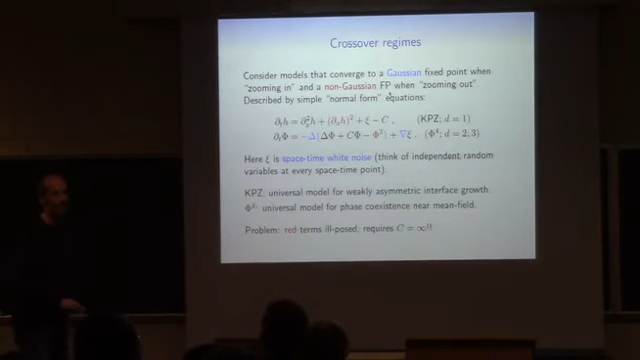 Crossover regimes
Consider models that converge to a Gaussian fixed point when
"zooming in" and a non-Gaussian FP when "zooming out".
Described by simple "normal form" equations:
∂ₜh = ∂ₓ²h + (∂ₓh)² + ξ − C , (KPZ; d = 1)
∂ₜΦ = −Δ(ΔΦ + CΦ − Φ³) + ∇ξ . (Φ⁴; d = 2, 3)
Here ξ is space-time white noise (think of independent random
variables at every space-time point).
KPZ: universal model for weakly asymmetric interface growth.
Φ⁴: universal model for phase coexistence near mean-field.
Problem: red terms ill-posed, requires C = ∞!!